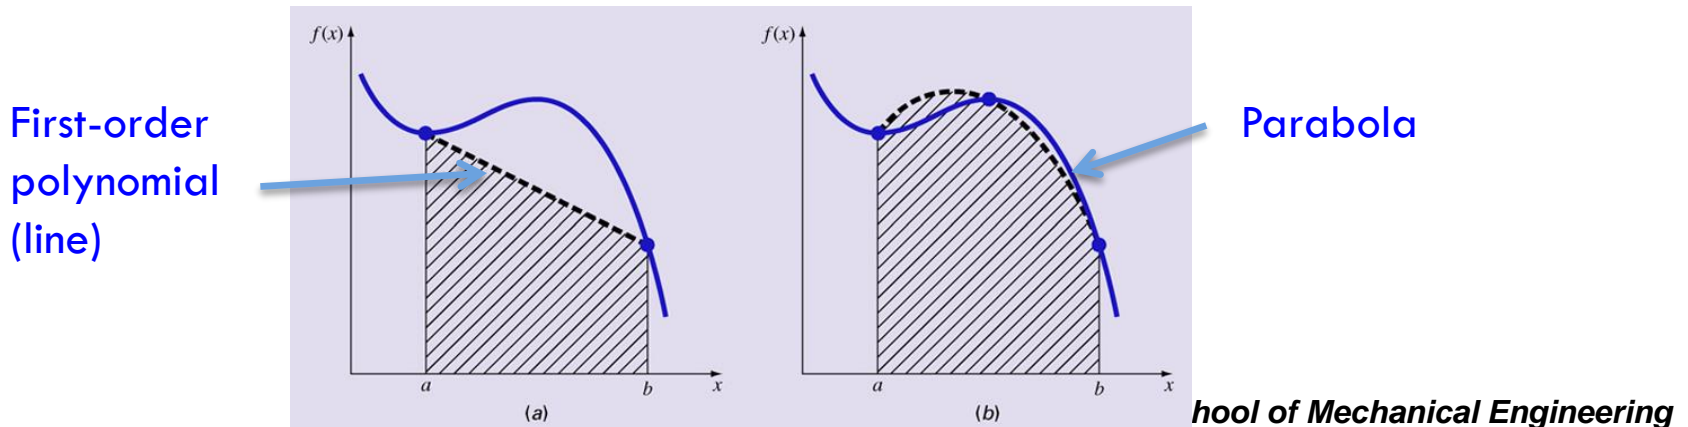 First-order
polynomial
(line)
f(x)
a
b
x
(a)
f(x)
a
b
x
(b)
Parabola
hool of Mechanical Engineering